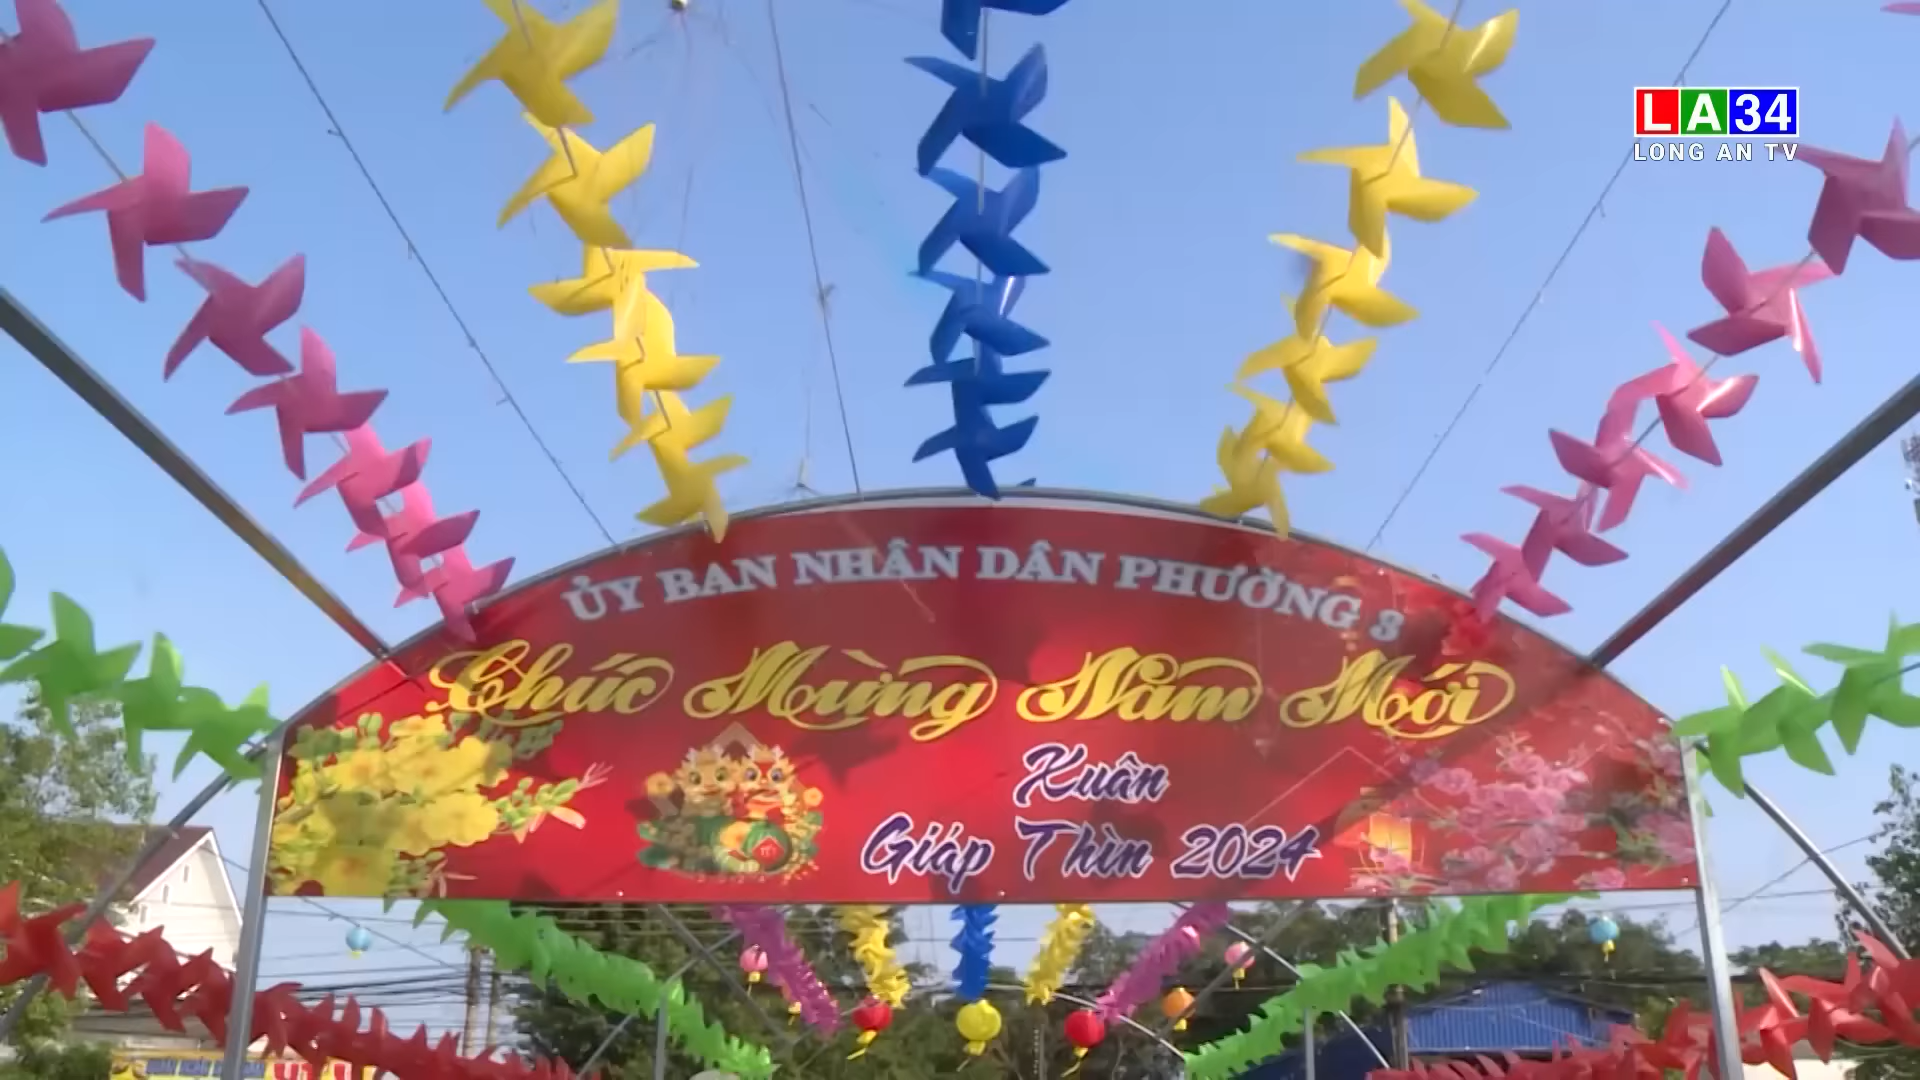 LA34
LONG AN TV
ỦY BAN NHÂN DÂN PHƯỜNG 3
Chúc Mừng Năm Mới
Xuân
Giáp Thìn 2024